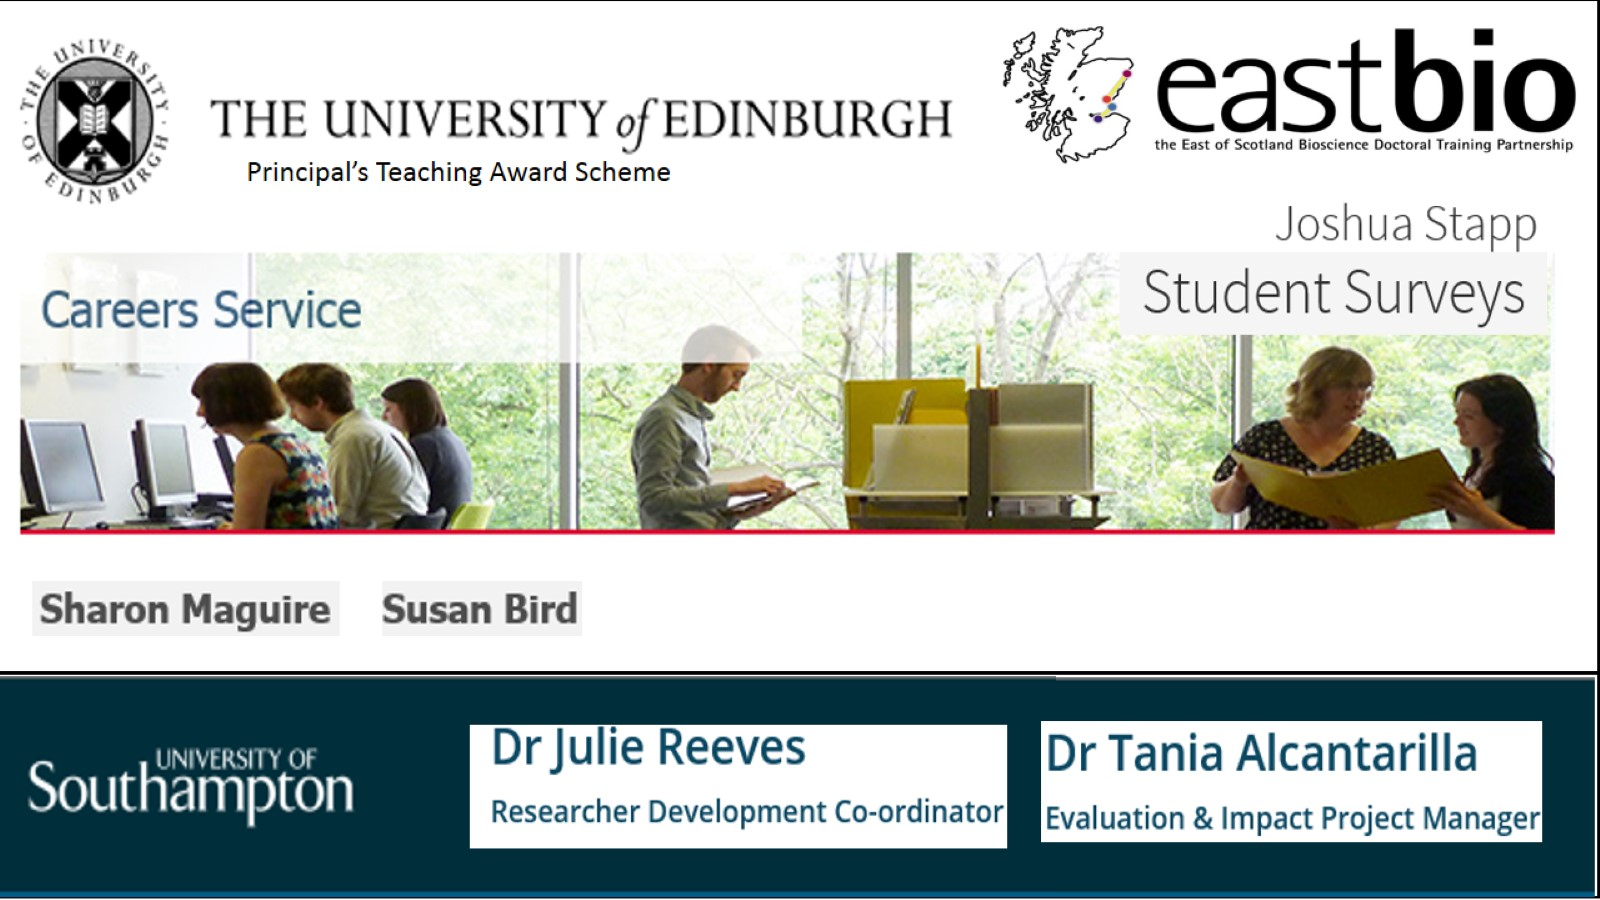 THE UNIVERSITY OF EDINBURGH
THE UNIVERSITY of EDINBURGH
Principal’s Teaching Award Scheme
eastbio
the East of Scotland Bioscience Doctoral Training Partnership
Joshua Stapp
Careers Service
Student Surveys
Sharon Maguire
Susan Bird
UNIVERSITY OF
Southampton
Dr Julie Reeves
Researcher Development Co-ordinator
Dr Tania Alcantarilla
Evaluation & Impact Project Manager